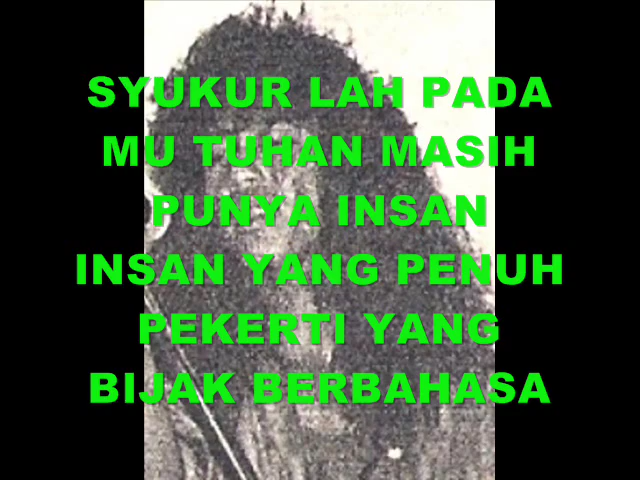 SYUKUR LAH PADA
MU TUHAN MASIH
PUNYA INSAN
INSAN YANG PENUH
PEKERTI YANG
BIJAK BERBAHASA